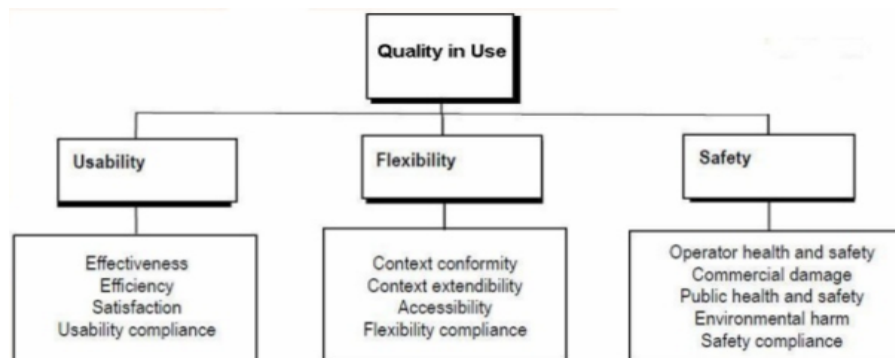 Quality in Use
Usability
Flexibility
Safety
Effectiveness
Efficiency
Satisfaction
Usability compliance
Context conformity
Context extendibility
Accessibility
Flexibility compliance
Operator health and safety
Commercial damage
Public health and safety
Environmental harm
Safety compliance